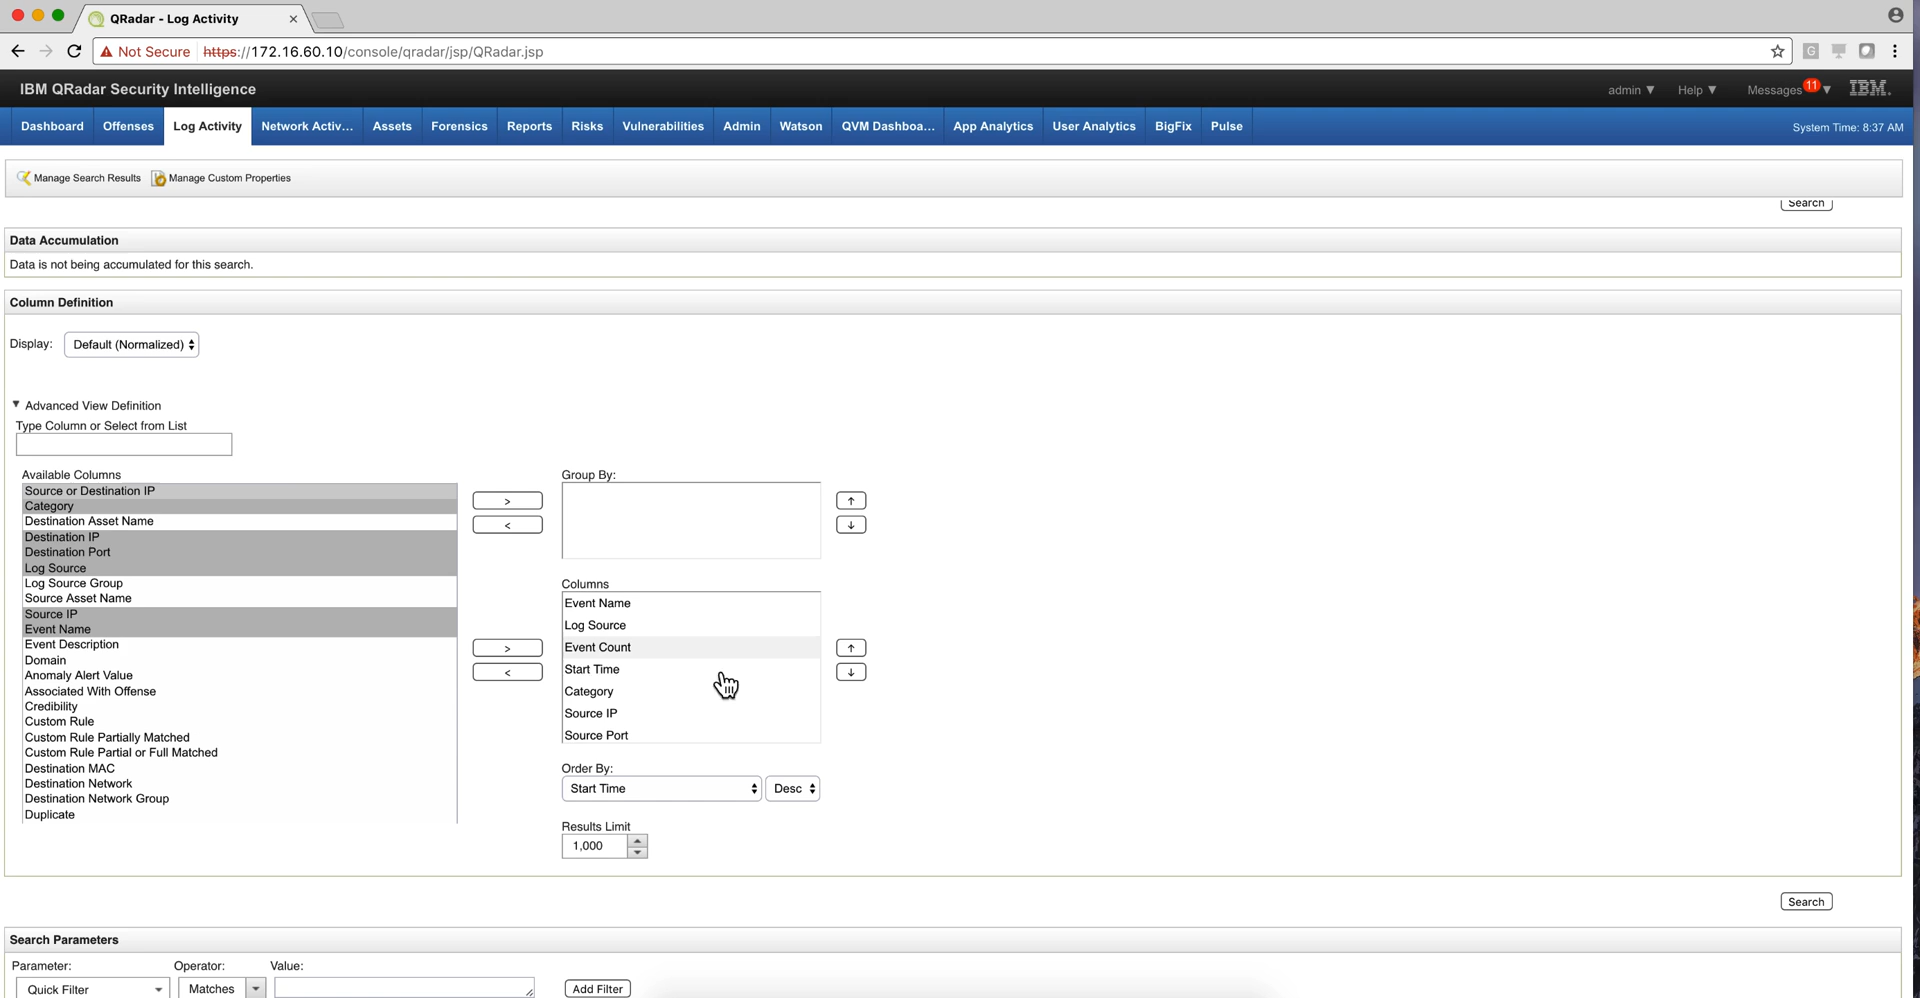 QRadar - Log Activity
Not Secure https://172.16.60.10/console/qradar/jsp/QRadar.jsp
G
IBM QRadar Security Intelligence
admin ▼ Help ▼ Messages 11 ▼ IBM.
Dashboard Offenses Log Activity Network Activ... Assets Forensics Reports Risks Vulnerabilities Admin Watson QVM Dashboa... App Analytics User Analytics BigFix Pulse System Time: 8:37 AM
Manage Search Results Manage Custom Properties
Search
Data Accumulation
Data is not being accumulated for this search.
Column Definition
Display: Default (Normalized)
▼ Advanced View Definition
Type Column or Select from List
Available Columns
Source or Destination IP
Category
Destination Asset Name
Destination IP
Destination Port
Log Source
Log Source Group
Source Asset Name
Source IP
Event Name
Event Description
Domain
Anomaly Alert Value
Associated With Offense
Credibility
Custom Rule
Custom Rule Partially Matched
Custom Rule Partial or Full Matched
Destination MAC
Destination Network
Destination Network Group
Duplicate
>
<
>
<
Group By:
↑
↓
Columns
Event Name
Log Source
Event Count
Start Time
Category
Source IP
Source Port
↑
↓
Order By:
Start Time Desc
Results Limit
1,000
Search
Search Parameters
Parameter: Operator: Value:
Quick Filter Matches Add Filter